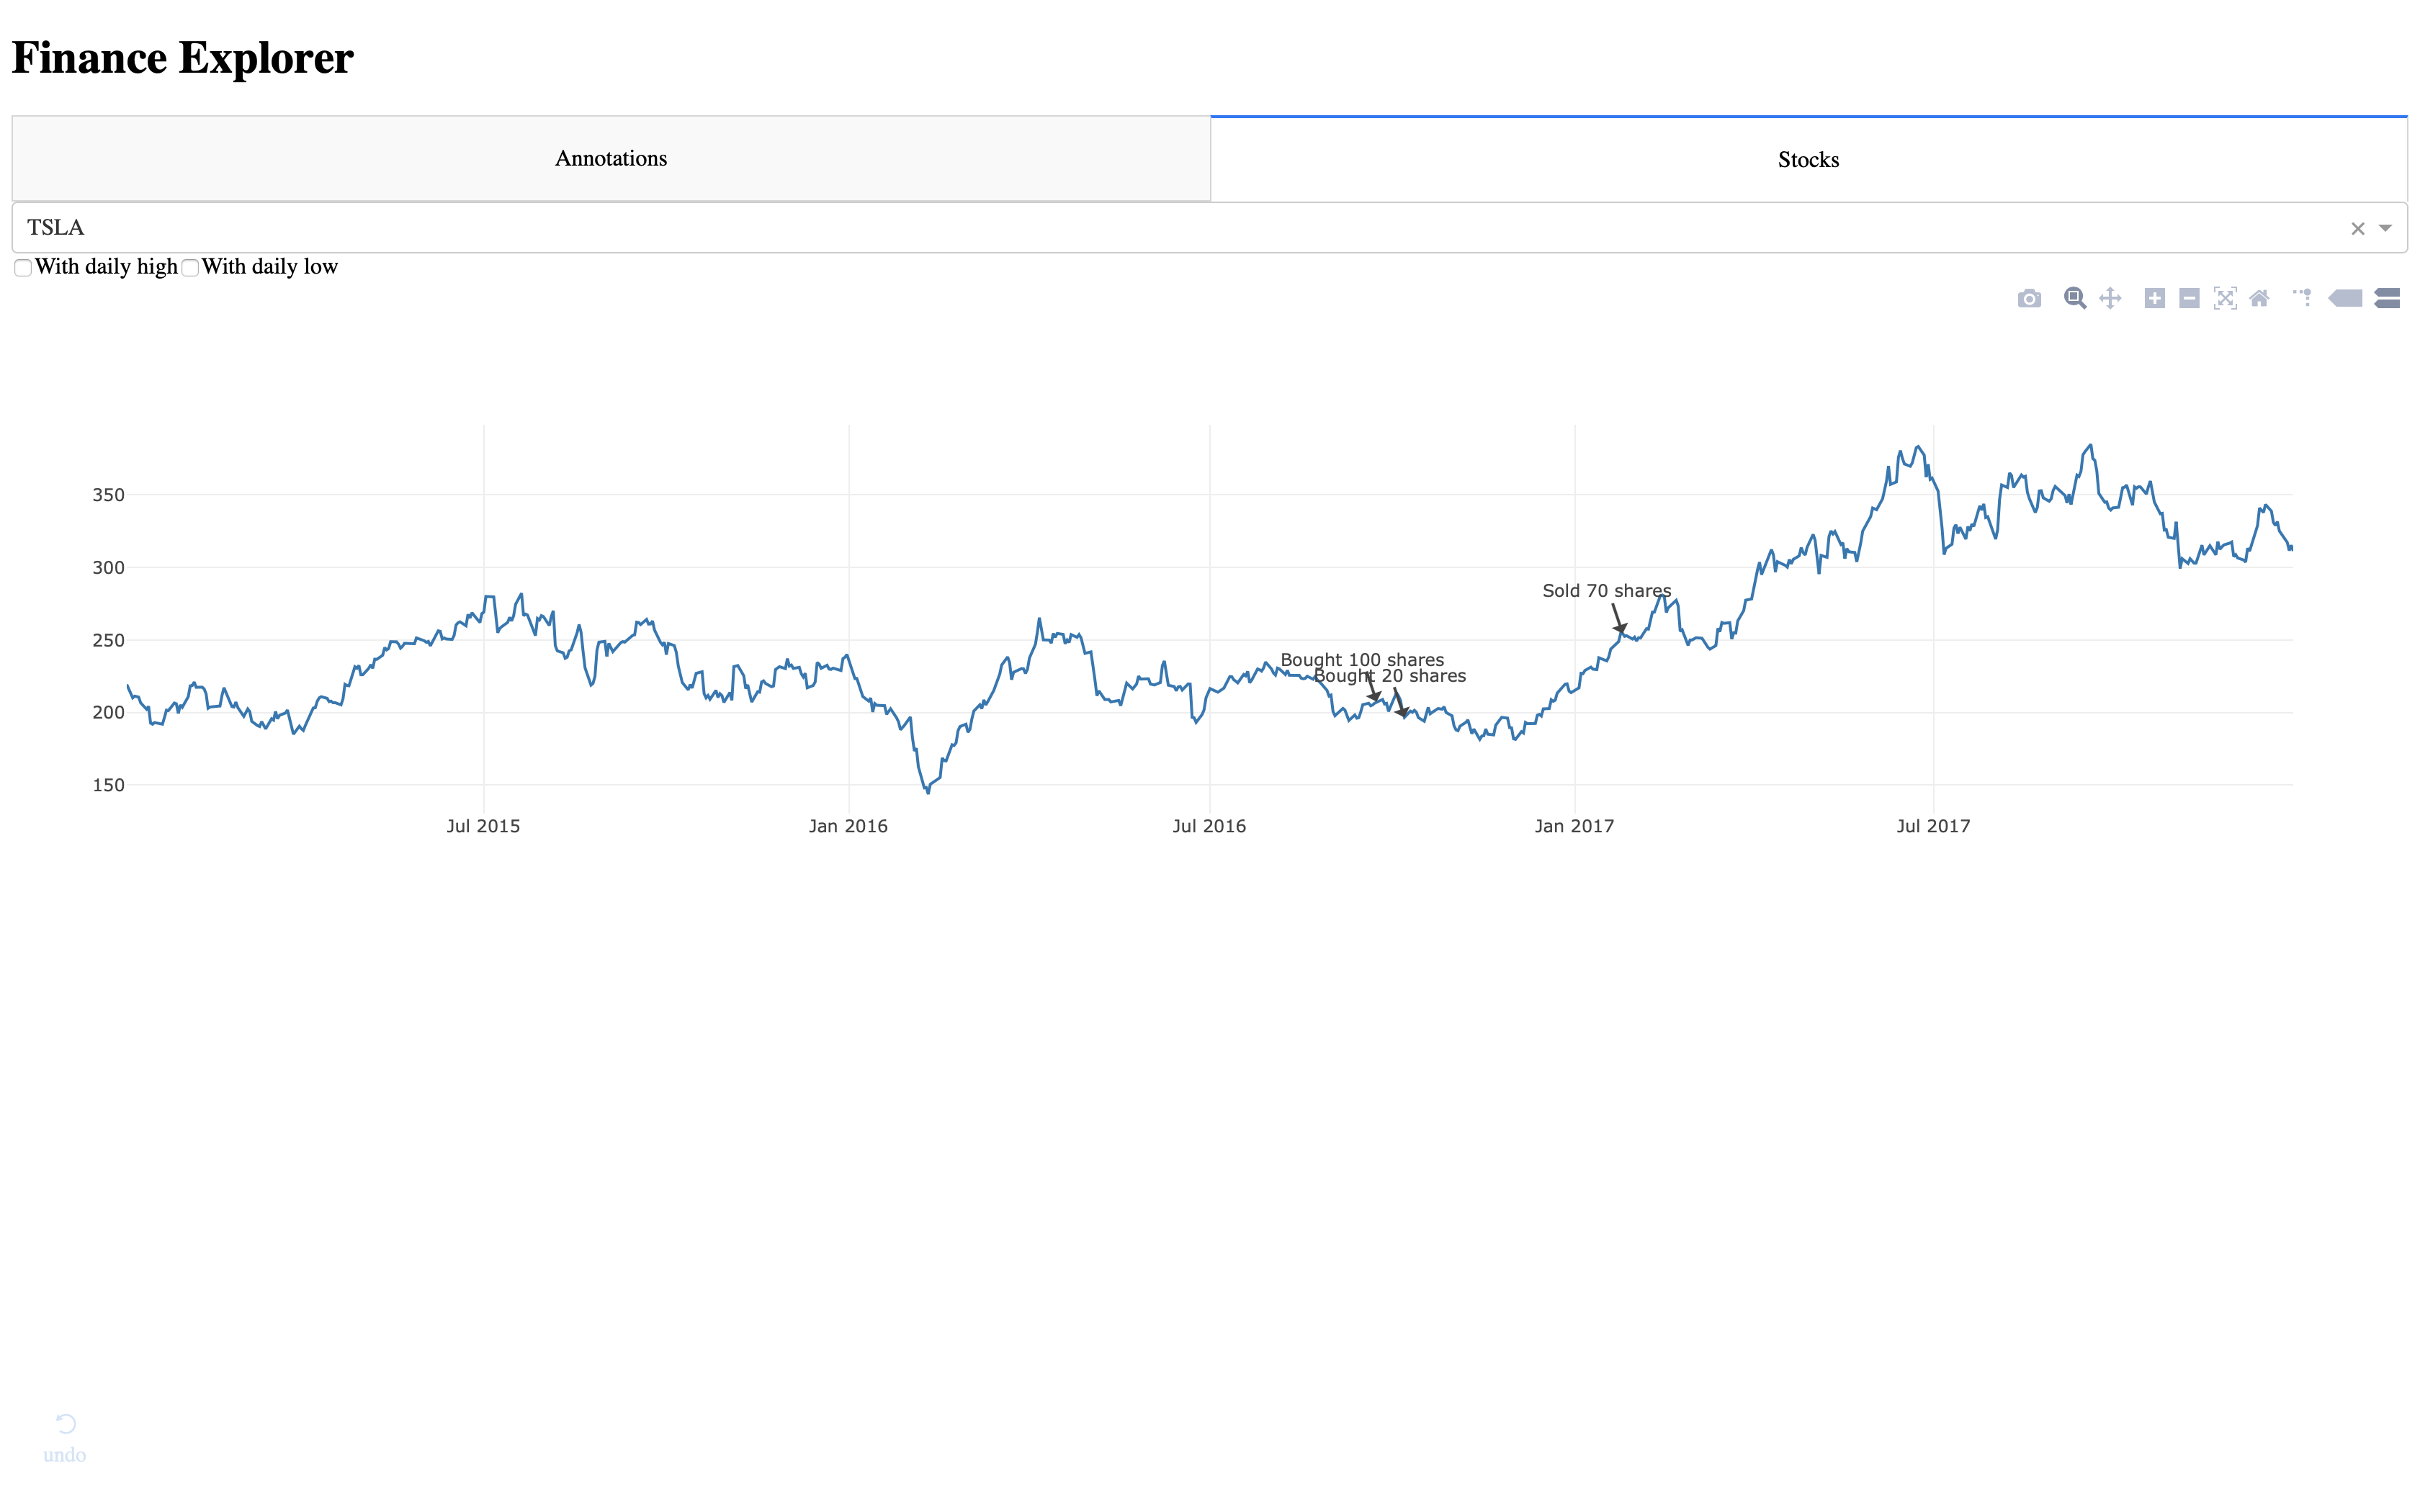 Finance Explorer
Annotations
Stocks
TSLA
With daily high With daily low
350
300
250
200
150
Sold 70 shares
Bought 100 shares
Bought 20 shares
Jul 2015
Jan 2016
Jul 2016
Jan 2017
Jul 2017
undo